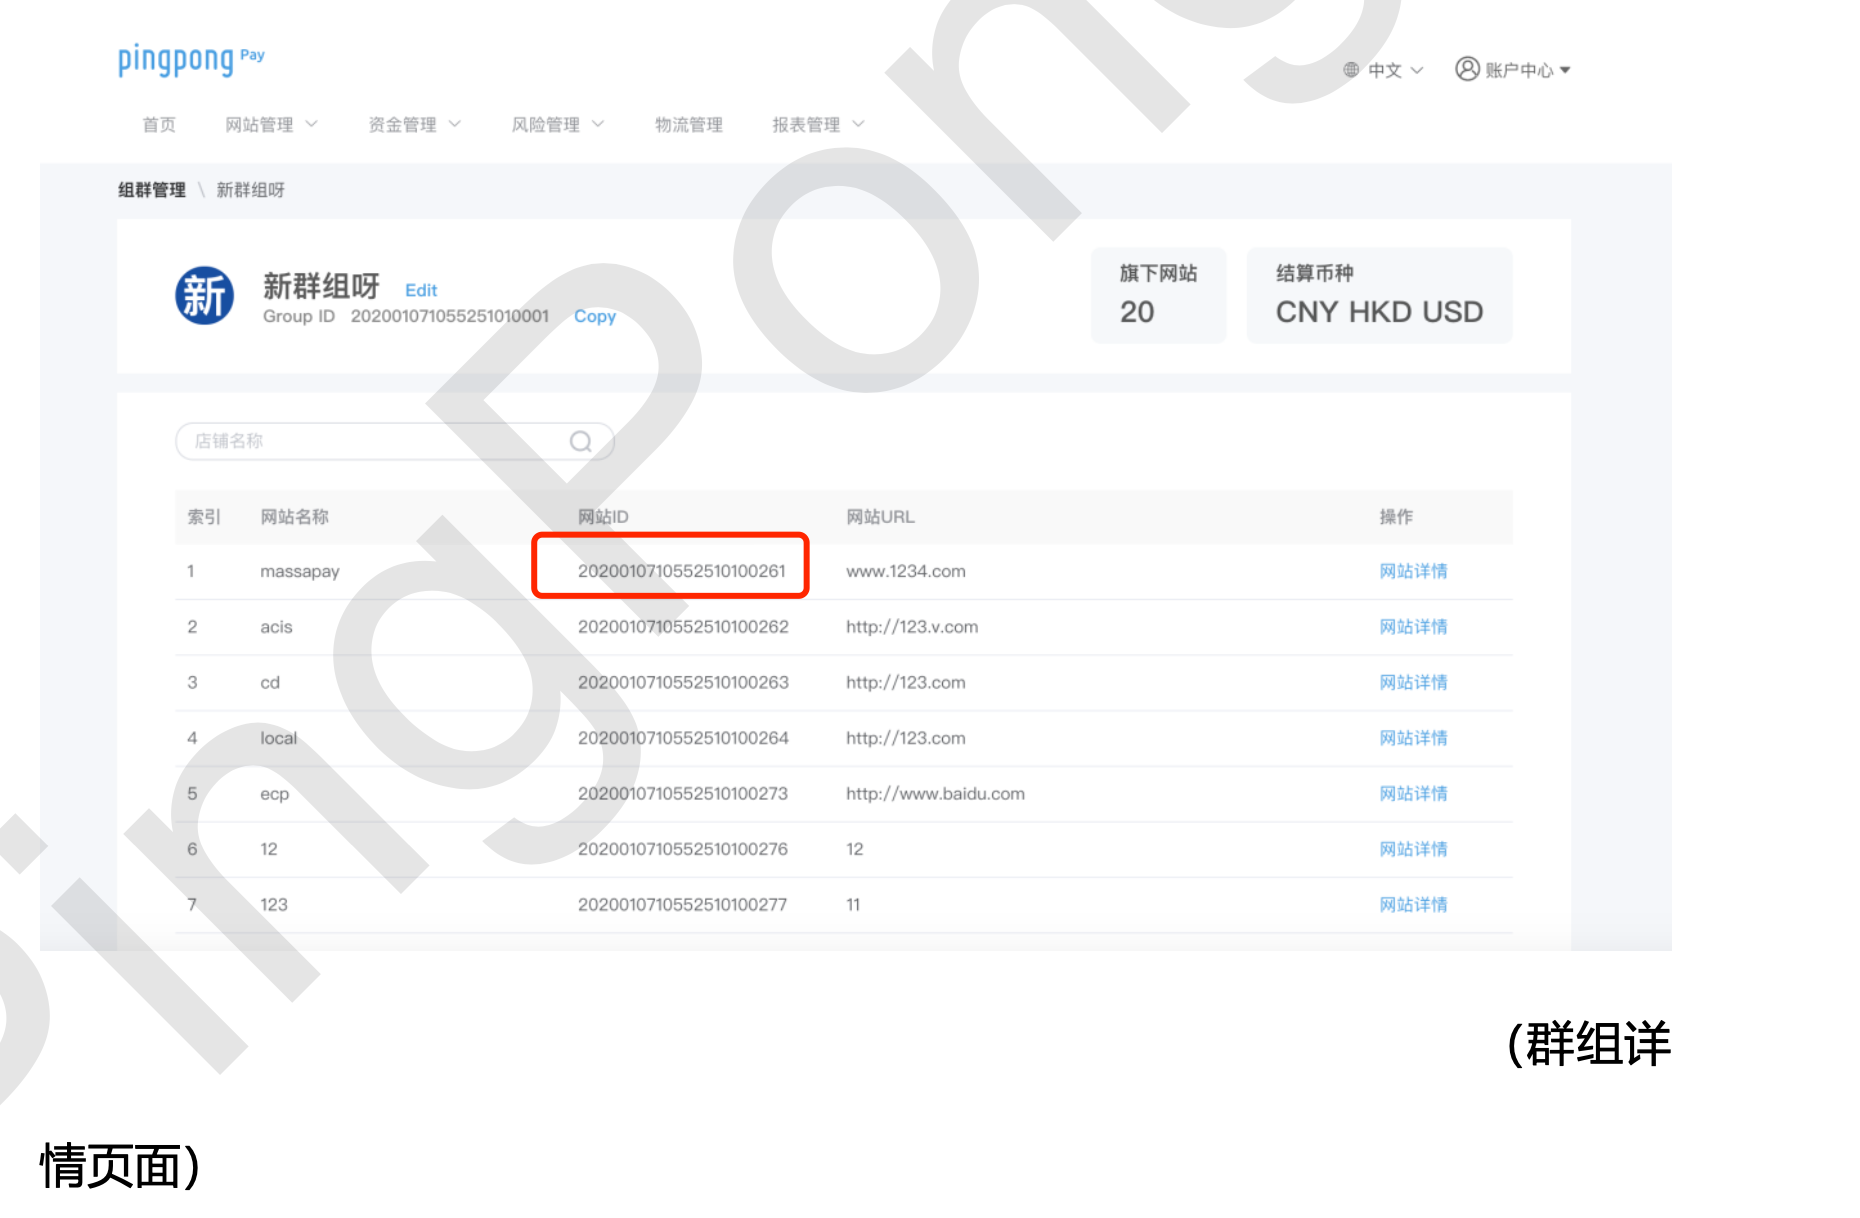 pingpong Pay
中文 账户中心
首页 网站管理 资金管理 风险管理 物流管理 报表管理
组群管理 \ 新群组呀
新 新群组呀 Edit
Group ID 202001071055251010001 Copy
旗下网站
20
结算币种
CNY HKD USD
店铺名称
索引 网站名称 网站ID 网站URL 操作
1 massapay 2020010710552510100261 www.1234.com 网站详情
2 acis 2020010710552510100262 http://123.v.com 网站详情
3 cd 2020010710552510100263 http://123.com 网站详情
4 local 2020010710552510100264 http://123.com 网站详情
5 ecp 2020010710552510100273 http://www.baidu.com 网站详情
6 12 2020010710552510100276 12 网站详情
7 123 2020010710552510100277 11 网站详情
(群组详
情页面)
PingPong